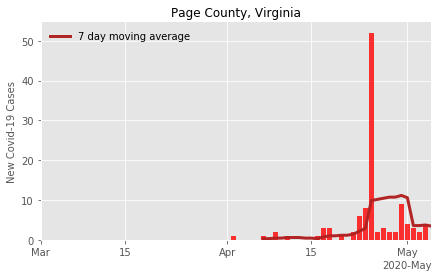 Page County, Virginia
7 day moving average
New Covid-19 Cases
50
40
30
20
10
0
Mar
15
Apr
15
May
2020-May